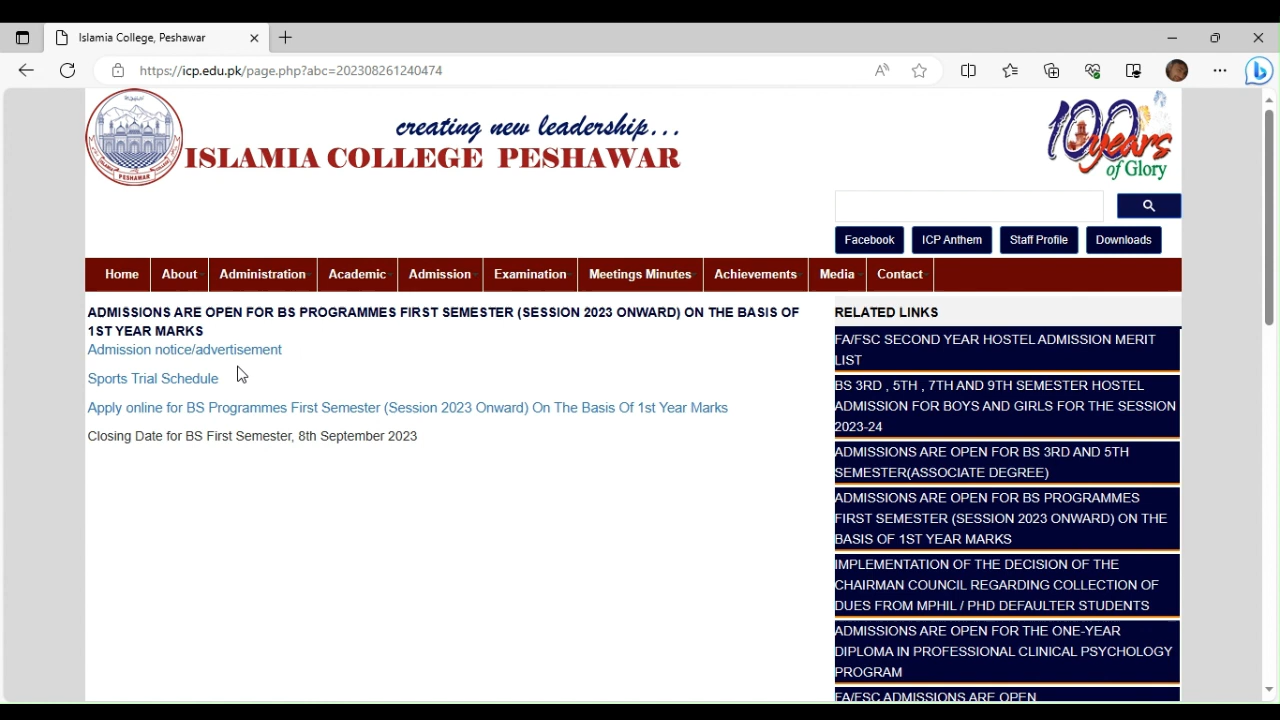 Islamia College, Peshawar
https://icp.edu.pk/page.php?abc=202308261240474
creating new leadership...
ISLAMIA COLLEGE PESHAWAR
PESHAWAR
100 years
of Glory
Facebook
ICP Anthem
Staff Profile
Downloads
Home
About
Administration
Academic
Admission
Examination
Meetings Minutes
Achievements
Media
Contact
ADMISSIONS ARE OPEN FOR BS PROGRAMMES FIRST SEMESTER (SESSION 2023 ONWARD) ON THE BASIS OF
1ST YEAR MARKS
Admission notice/advertisement
Sports Trial Schedule
Apply online for BS Programmes First Semester (Session 2023 Onward) On The Basis Of 1st Year Marks
Closing Date for BS First Semester, 8th September 2023
RELATED LINKS
FA/FSC SECOND YEAR HOSTEL ADMISSION MERIT
LIST
BS 3RD , 5TH , 7TH AND 9TH SEMESTER HOSTEL
ADMISSION FOR BOYS AND GIRLS FOR THE SESSION
2023-24
ADMISSIONS ARE OPEN FOR BS 3RD AND 5TH
SEMESTER(ASSOCIATE DEGREE)
ADMISSIONS ARE OPEN FOR BS PROGRAMMES
FIRST SEMESTER (SESSION 2023 ONWARD) ON THE
BASIS OF 1ST YEAR MARKS
IMPLEMENTATION OF THE DECISION OF THE
CHAIRMAN COUNCIL REGARDING COLLECTION OF
DUES FROM MPHIL / PHD DEFAULTER STUDENTS
ADMISSIONS ARE OPEN FOR THE ONE-YEAR
DIPLOMA IN PROFESSIONAL CLINICAL PSYCHOLOGY
PROGRAM
FA/FSC ADMISSIONS ARE OPEN